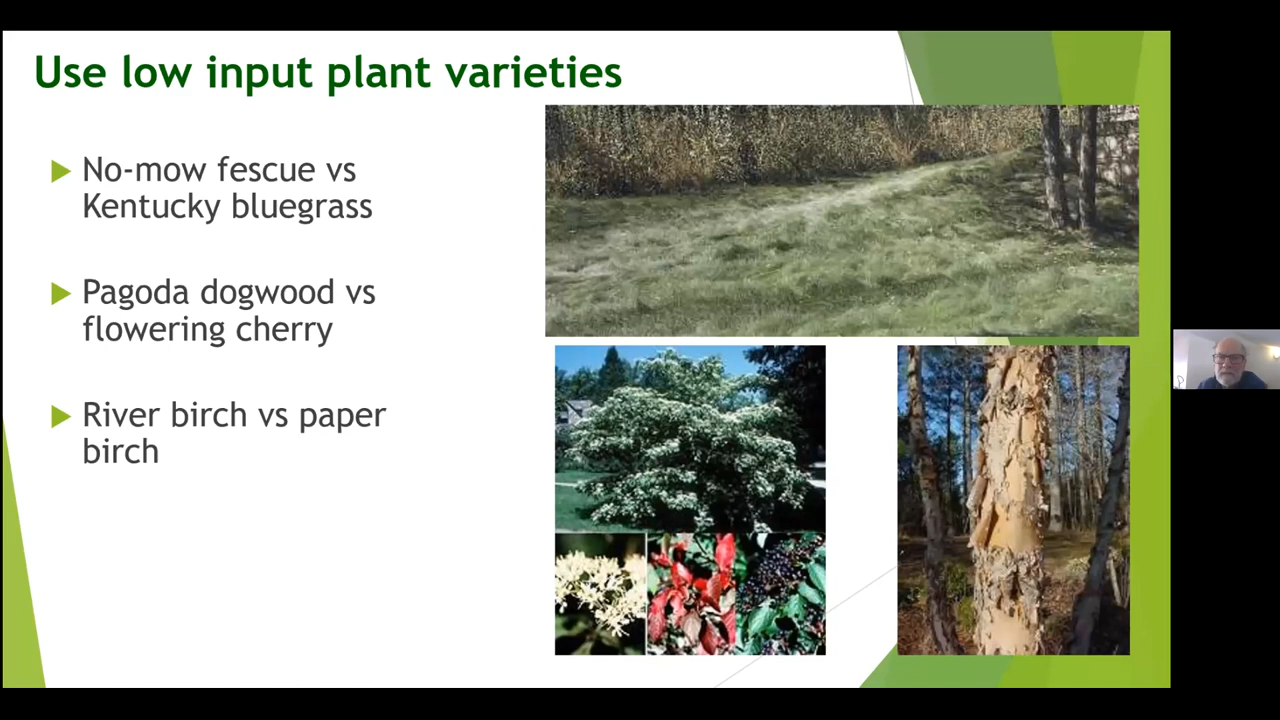 Use low input plant varieties
No-mow fescue vs
Kentucky bluegrass
Pagoda dogwood vs
flowering cherry
River birch vs paper
birch